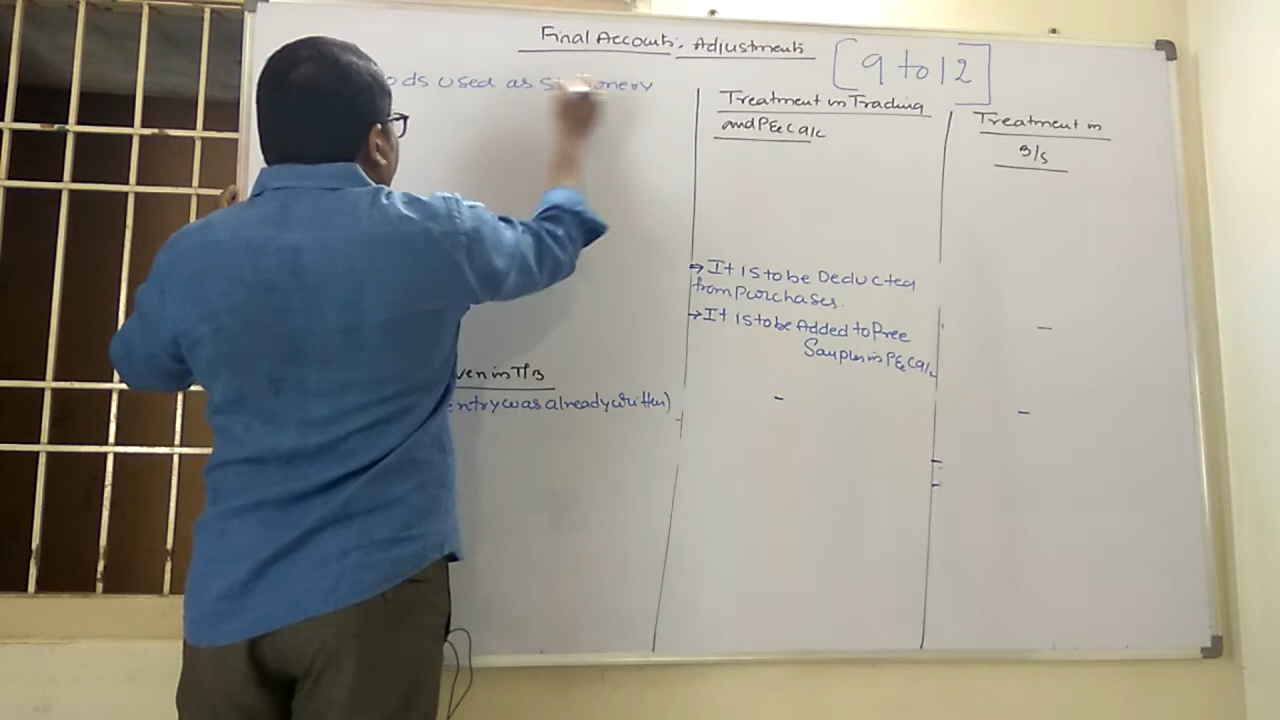 Final Accounts, Adjustments
[9 to 12]
ods used as Stationery
Treatment in Trading
and P&L a/c
Treatment in
B/S
→ It is to be Deducted
from Purchases.
→ It is to be Added to Free
Samples in P&L a/c
ven in T/B
entry was already written)